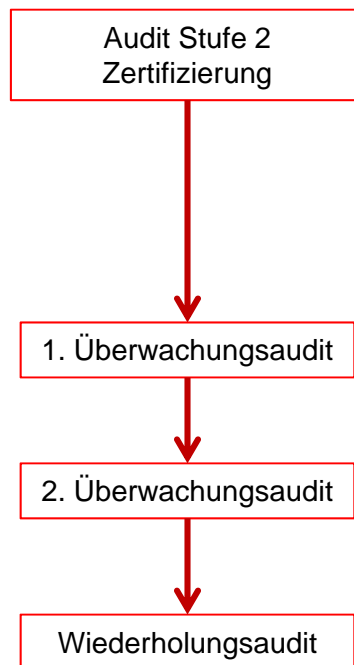 Audit Stufe 2
Zertifizierung
1. Überwachungsaudit
2. Überwachungsaudit
Wiederholungsaudit